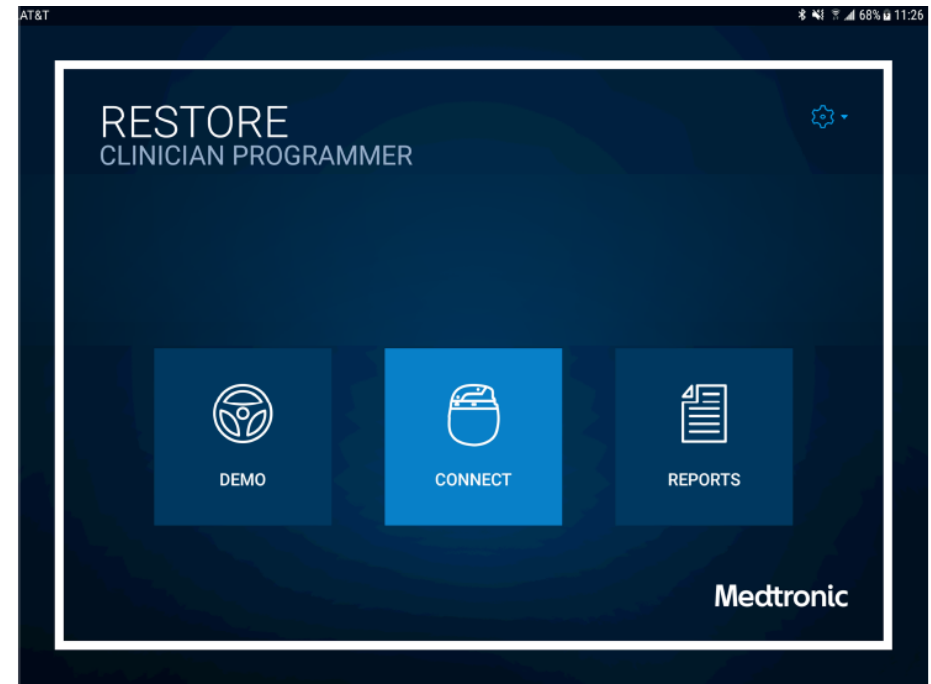 AT&T
68% 11:26
RESTORE
CLINICIAN PROGRAMMER
DEMO
CONNECT
REPORTS
Medtronic